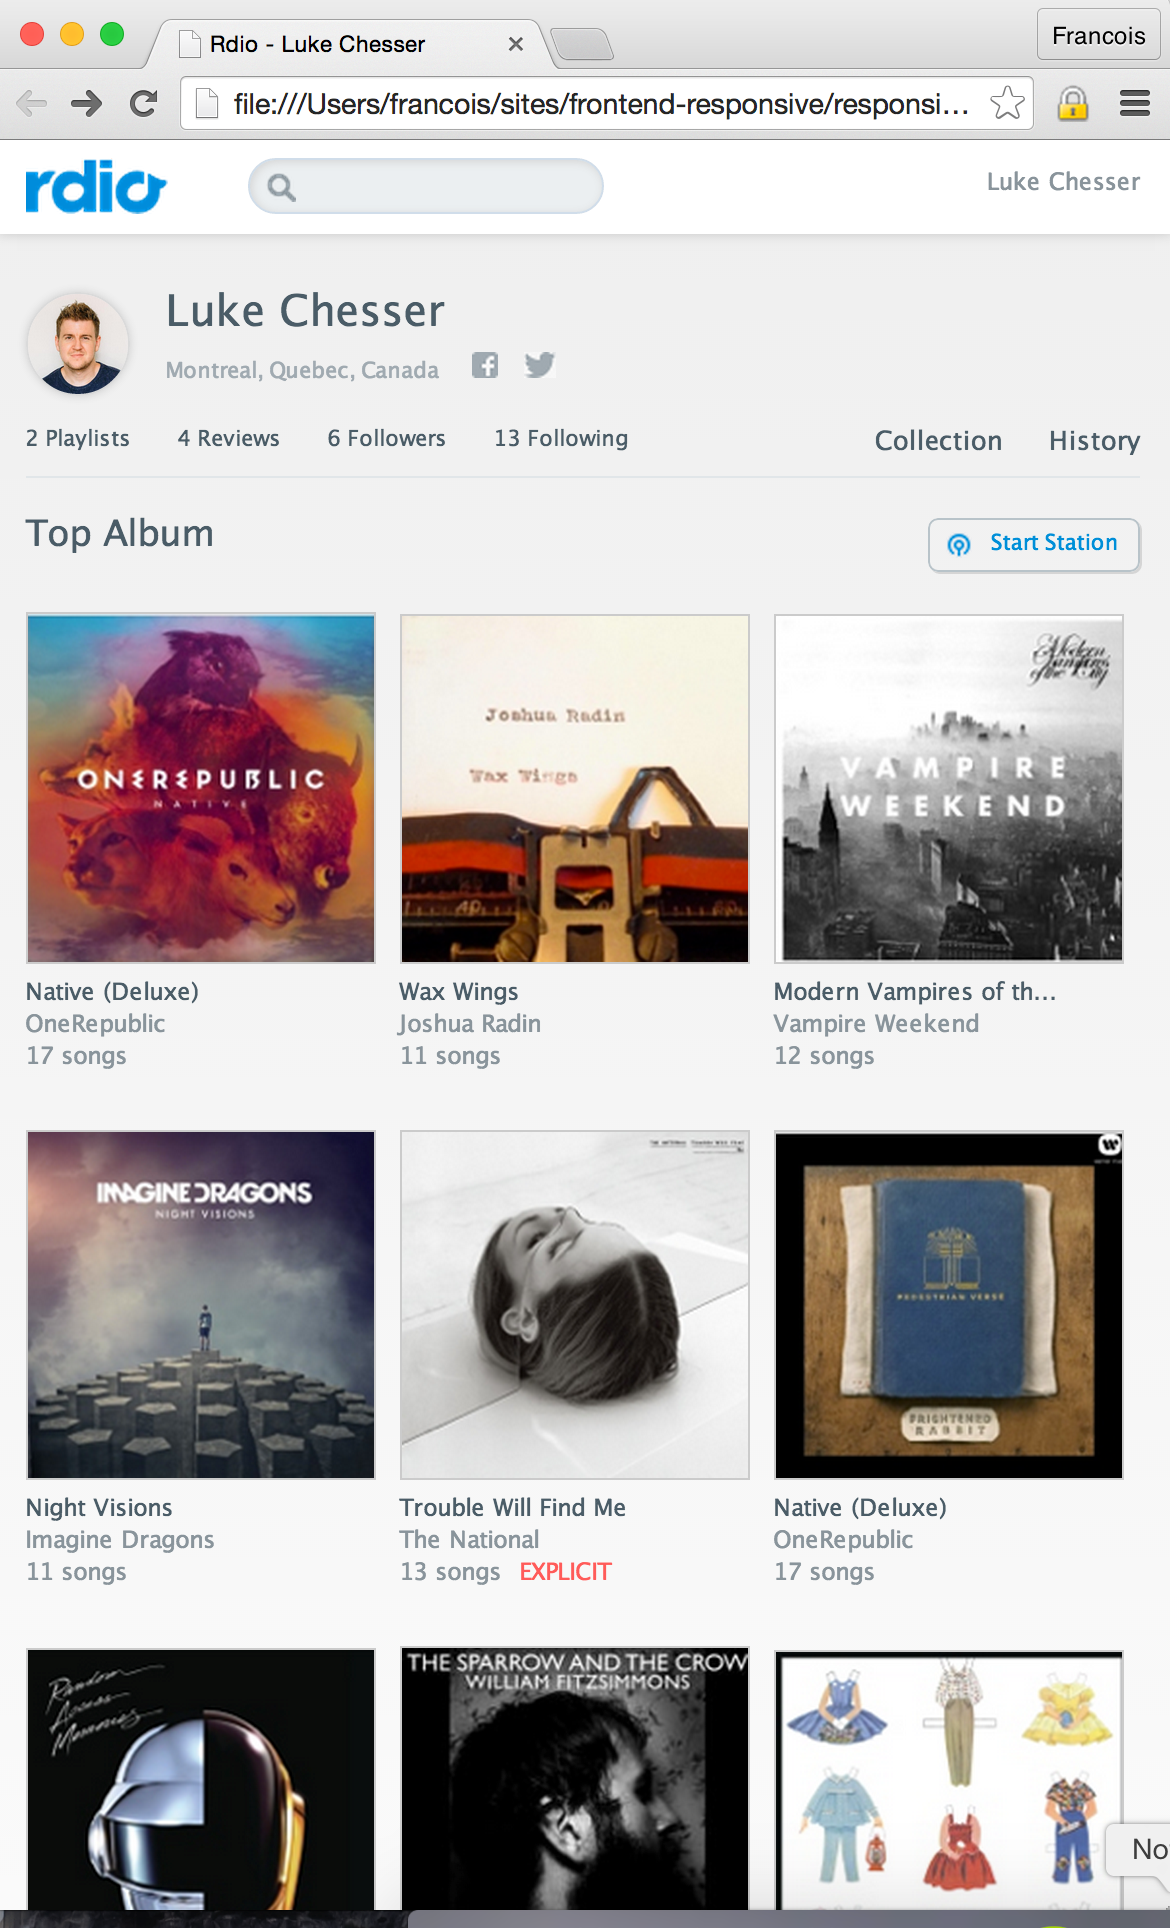 Rdio - Luke Chesser
Francois
file:///Users/francois/sites/frontend-responsive/responsi...
rdio
Luke Chesser
Luke Chesser
Montreal, Quebec, Canada
2 Playlists 4 Reviews 6 Followers 13 Following
Collection History
Top Album
Start Station
ONEREPUBLIC
NATIVE
Joshua Radin
Wax Wings
Modern
Vampires
of the City
VAMPIRE
WEEKEND
Native (Deluxe)
OneRepublic
17 songs
Wax Wings
Joshua Radin
11 songs
Modern Vampires of th...
Vampire Weekend
12 songs
IMAGINE DRAGONS
NIGHT VISIONS
PEDESTRIAN VERSE
FRIGHTENED
RABBIT
Night Visions
Imagine Dragons
11 songs
Trouble Will Find Me
The National
13 songs EXPLICIT
Native (Deluxe)
OneRepublic
17 songs
Random
Access
Memories
THE SPARROW AND THE CROW
WILLIAM FITZSIMMONS
No